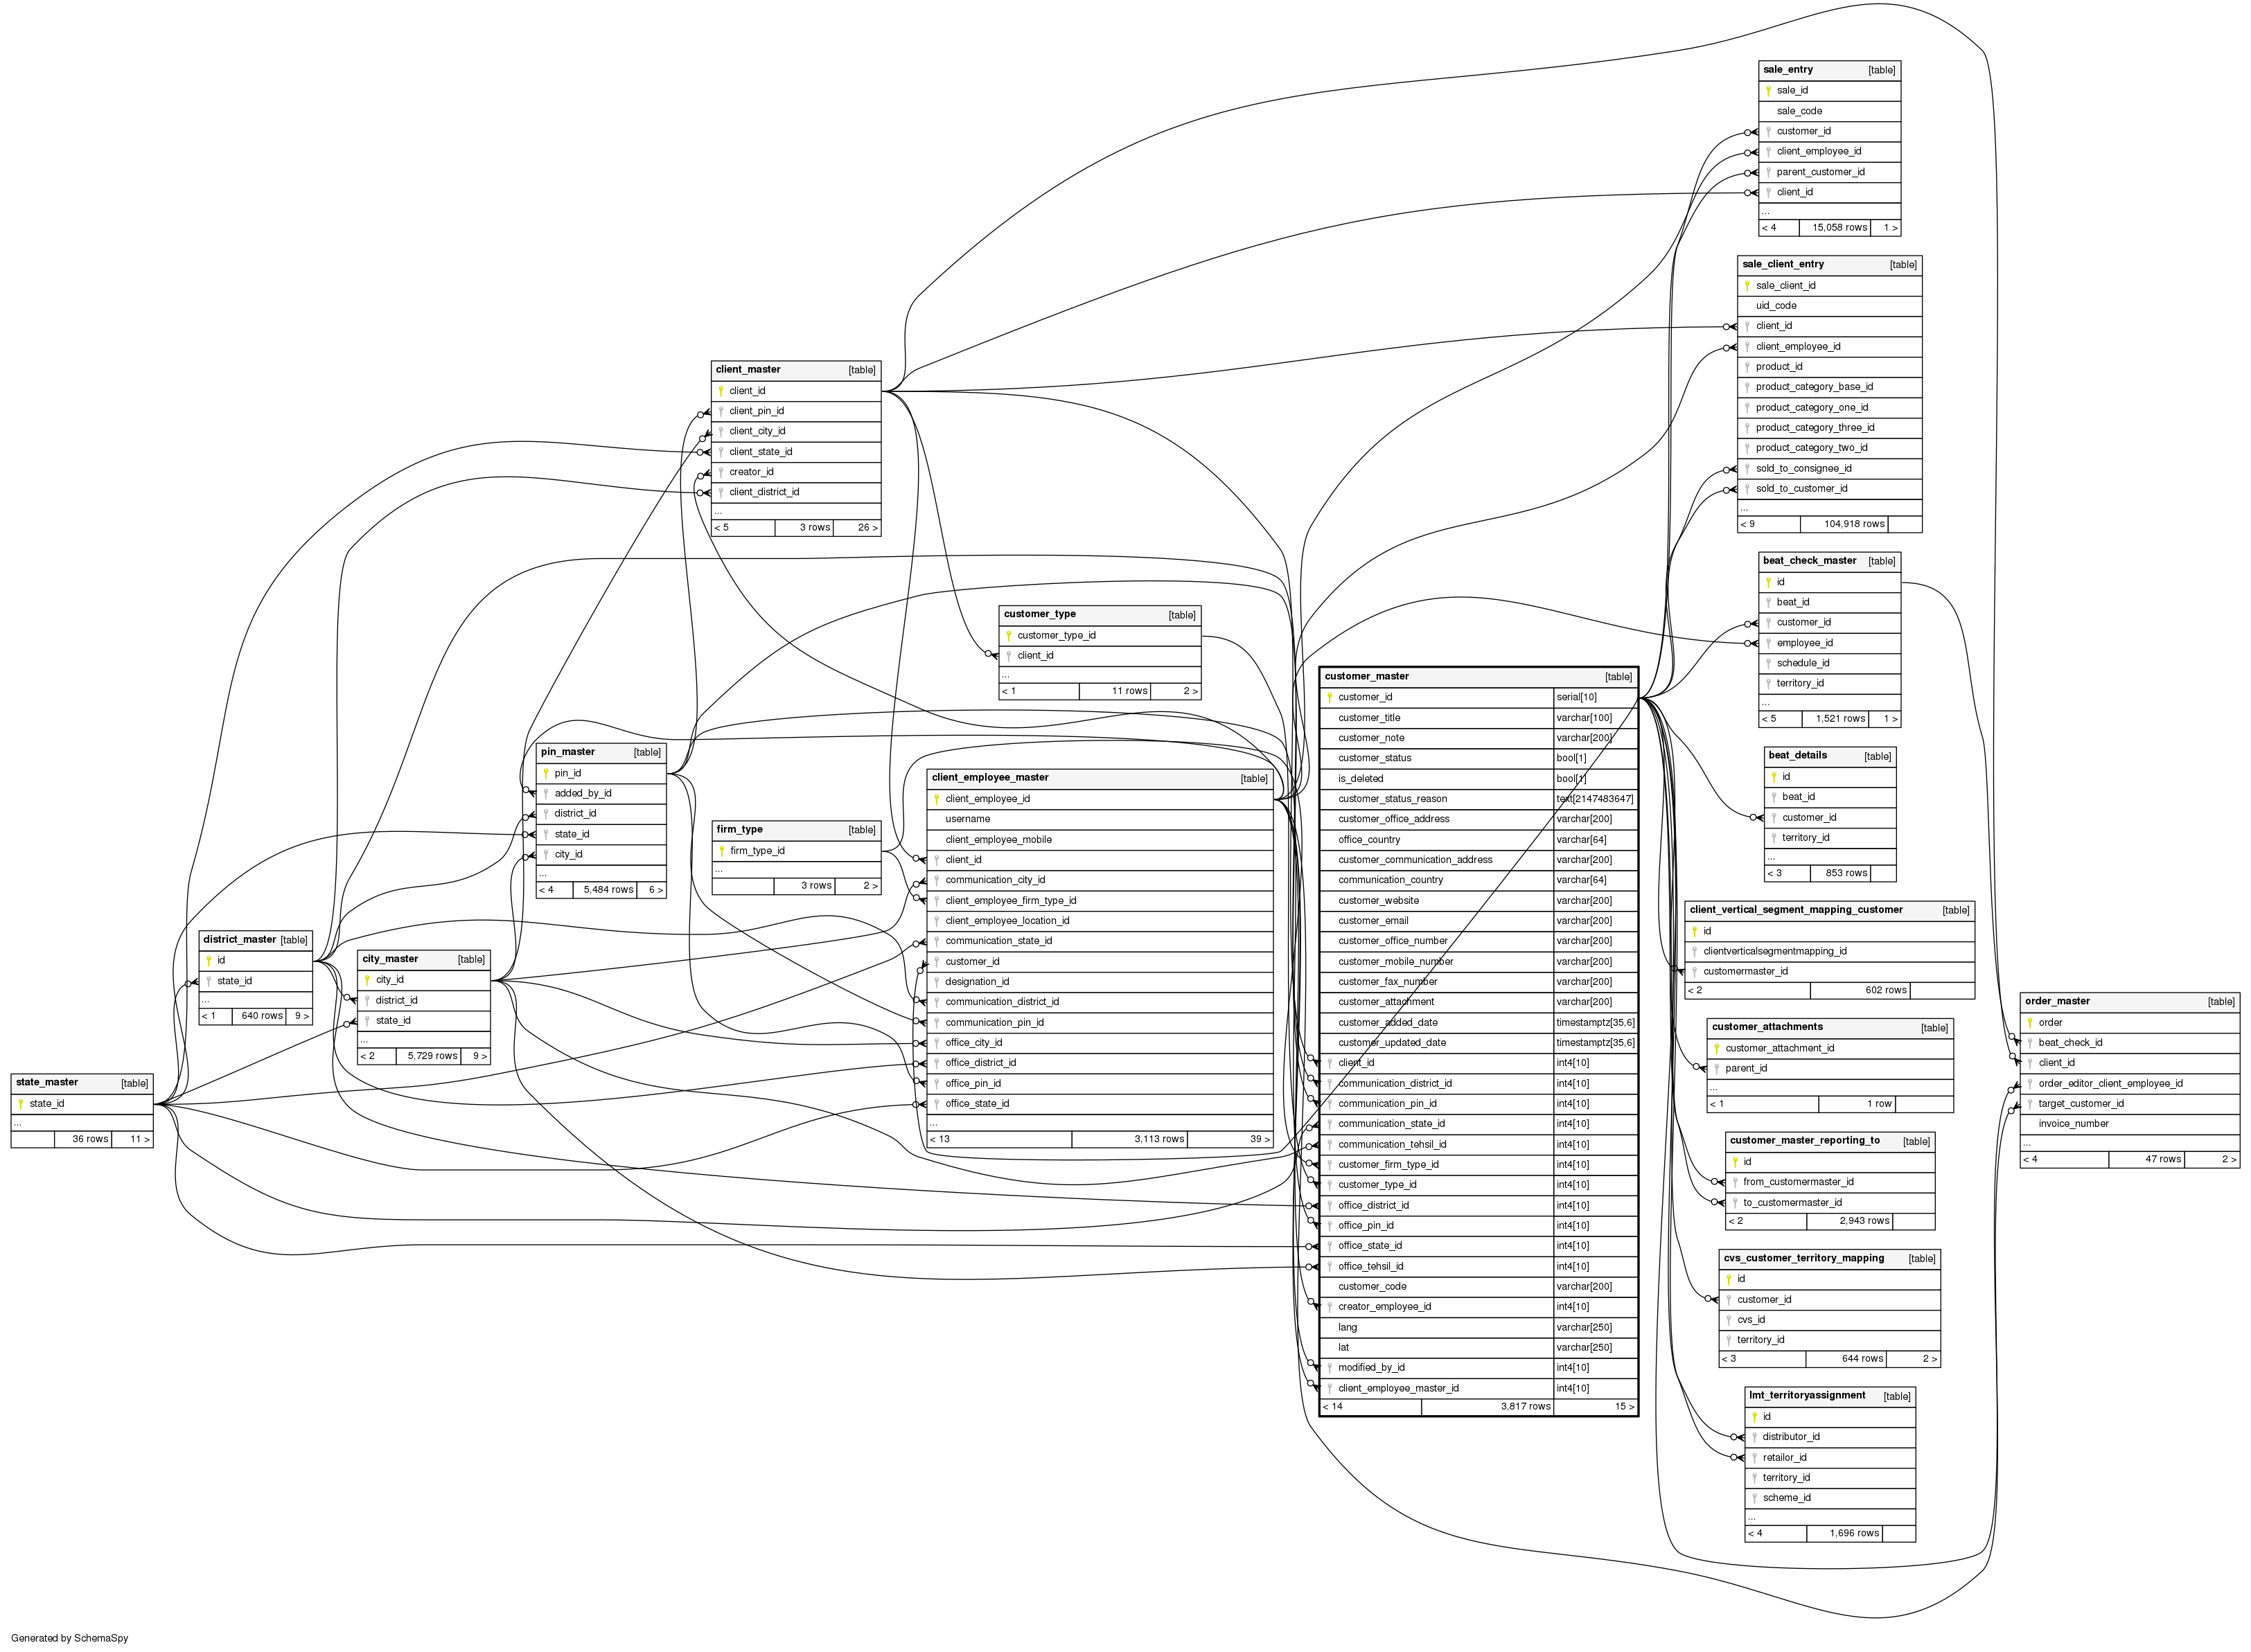 sale_entry [table]
sale_id
sale_code
customer_id
client_employee_id
parent_customer_id
client_id
...
< 4 15,058 rows 1 >
sale_client_entry [table]
sale_client_id
uid_code
client_id
client_employee_id
product_id
product_category_base_id
product_category_one_id
product_category_three_id
product_category_two_id
sold_to_consignee_id
sold_to_customer_id
...
< 9 104,918 rows
client_master [table]
client_id
client_pin_id
client_city_id
client_state_id
creator_id
client_district_id
...
< 5 3 rows 26 >
beat_check_master [table]
id
beat_id
customer_id
employee_id
schedule_id
territory_id
...
< 5 1,521 rows 1 >
customer_type [table]
customer_type_id
client_id
...
< 1 11 rows 2 >
customer_master [table]
customer_id serial[10]
customer_title varchar[100]
customer_note varchar[200]
customer_status bool[1]
is_deleted bool[1]
customer_status_reason text[2147483647]
customer_office_address varchar[200]
office_country varchar[64]
customer_communication_address varchar[200]
communication_country varchar[64]
customer_website varchar[200]
customer_email varchar[200]
customer_office_number varchar[200]
customer_mobile_number varchar[200]
customer_fax_number varchar[200]
customer_attachment varchar[200]
customer_added_date timestamptz[35,6]
customer_updated_date timestamptz[35,6]
client_id int4[10]
communication_district_id int4[10]
communication_pin_id int4[10]
communication_state_id int4[10]
communication_tehsil_id int4[10]
customer_firm_type_id int4[10]
customer_type_id int4[10]
office_district_id int4[10]
office_pin_id int4[10]
office_state_id int4[10]
office_tehsil_id int4[10]
customer_code varchar[200]
creator_employee_id int4[10]
lang varchar[250]
lat varchar[250]
modified_by_id int4[10]
client_employee_master_id int4[10]
< 14 3,817 rows 15 >
pin_master [table]
pin_id
added_by_id
district_id
state_id
city_id
...
< 4 5,484 rows 6 >
beat_details [table]
id
beat_id
customer_id
territory_id
...
< 3 853 rows
client_employee_master [table]
client_employee_id
username
client_employee_mobile
client_id
communication_city_id
client_employee_firm_type_id
client_employee_location_id
communication_state_id
customer_id
designation_id
communication_district_id
communication_pin_id
office_city_id
office_district_id
office_pin_id
office_state_id
...
< 13 3,113 rows 39 >
firm_type [table]
firm_type_id
...
3 rows 2 >
client_vertical_segment_mapping_customer [table]
id
clientverticalsegmentmapping_id
customermaster_id
< 2 602 rows
district_master [table]
id
state_id
...
< 1 640 rows 9 >
city_master [table]
city_id
district_id
state_id
...
< 2 5,729 rows 9 >
order_master [table]
order
beat_check_id
client_id
order_editor_client_employee_id
target_customer_id
invoice_number
...
< 4 47 rows 2 >
customer_attachments [table]
customer_attachment_id
parent_id
...
< 1 1 row
state_master [table]
state_id
...
36 rows 11 >
customer_master_reporting_to [table]
id
from_customermaster_id
to_customermaster_id
< 2 2,943 rows
cvs_customer_territory_mapping [table]
id
customer_id
cvs_id
territory_id
< 3 644 rows 2 >
lmt_territoryassignment [table]
id
distributor_id
retailor_id
territory_id
scheme_id
...
< 4 1,696 rows
Generated by SchemaSpy